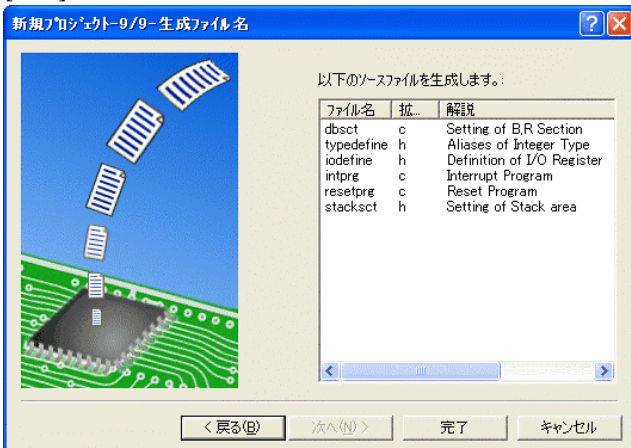 新規プロジェクト-9/9-生成ファイル名
以下のソースファイルを生成します。:
ファイル名 拡... 解説
dbsct c Setting of B,R Section
typedefine h Aliases of Integer Type
iodefine h Definition of I/O Register
intprg c Interrupt Program
resetprg c Reset Program
stacksct h Setting of Stack area
< 戻る(B) 次へ(N) > 完了 キャンセル